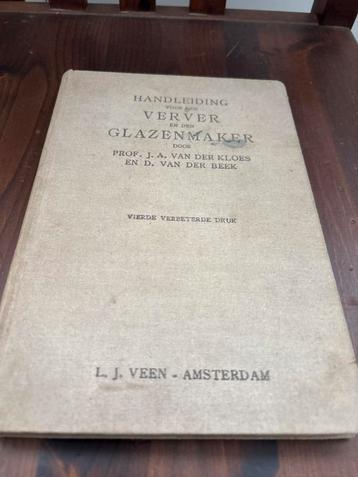 HANDLEIDING
VOOR DEN
VERVER
EN DEN
GLAZENMAKER
DOOR
PROF. J. A. VAN DER KLOES
EN D. VAN DER BEEK
VIERDE VERBETERDE DRUK
L. J. VEEN - AMSTERDAM